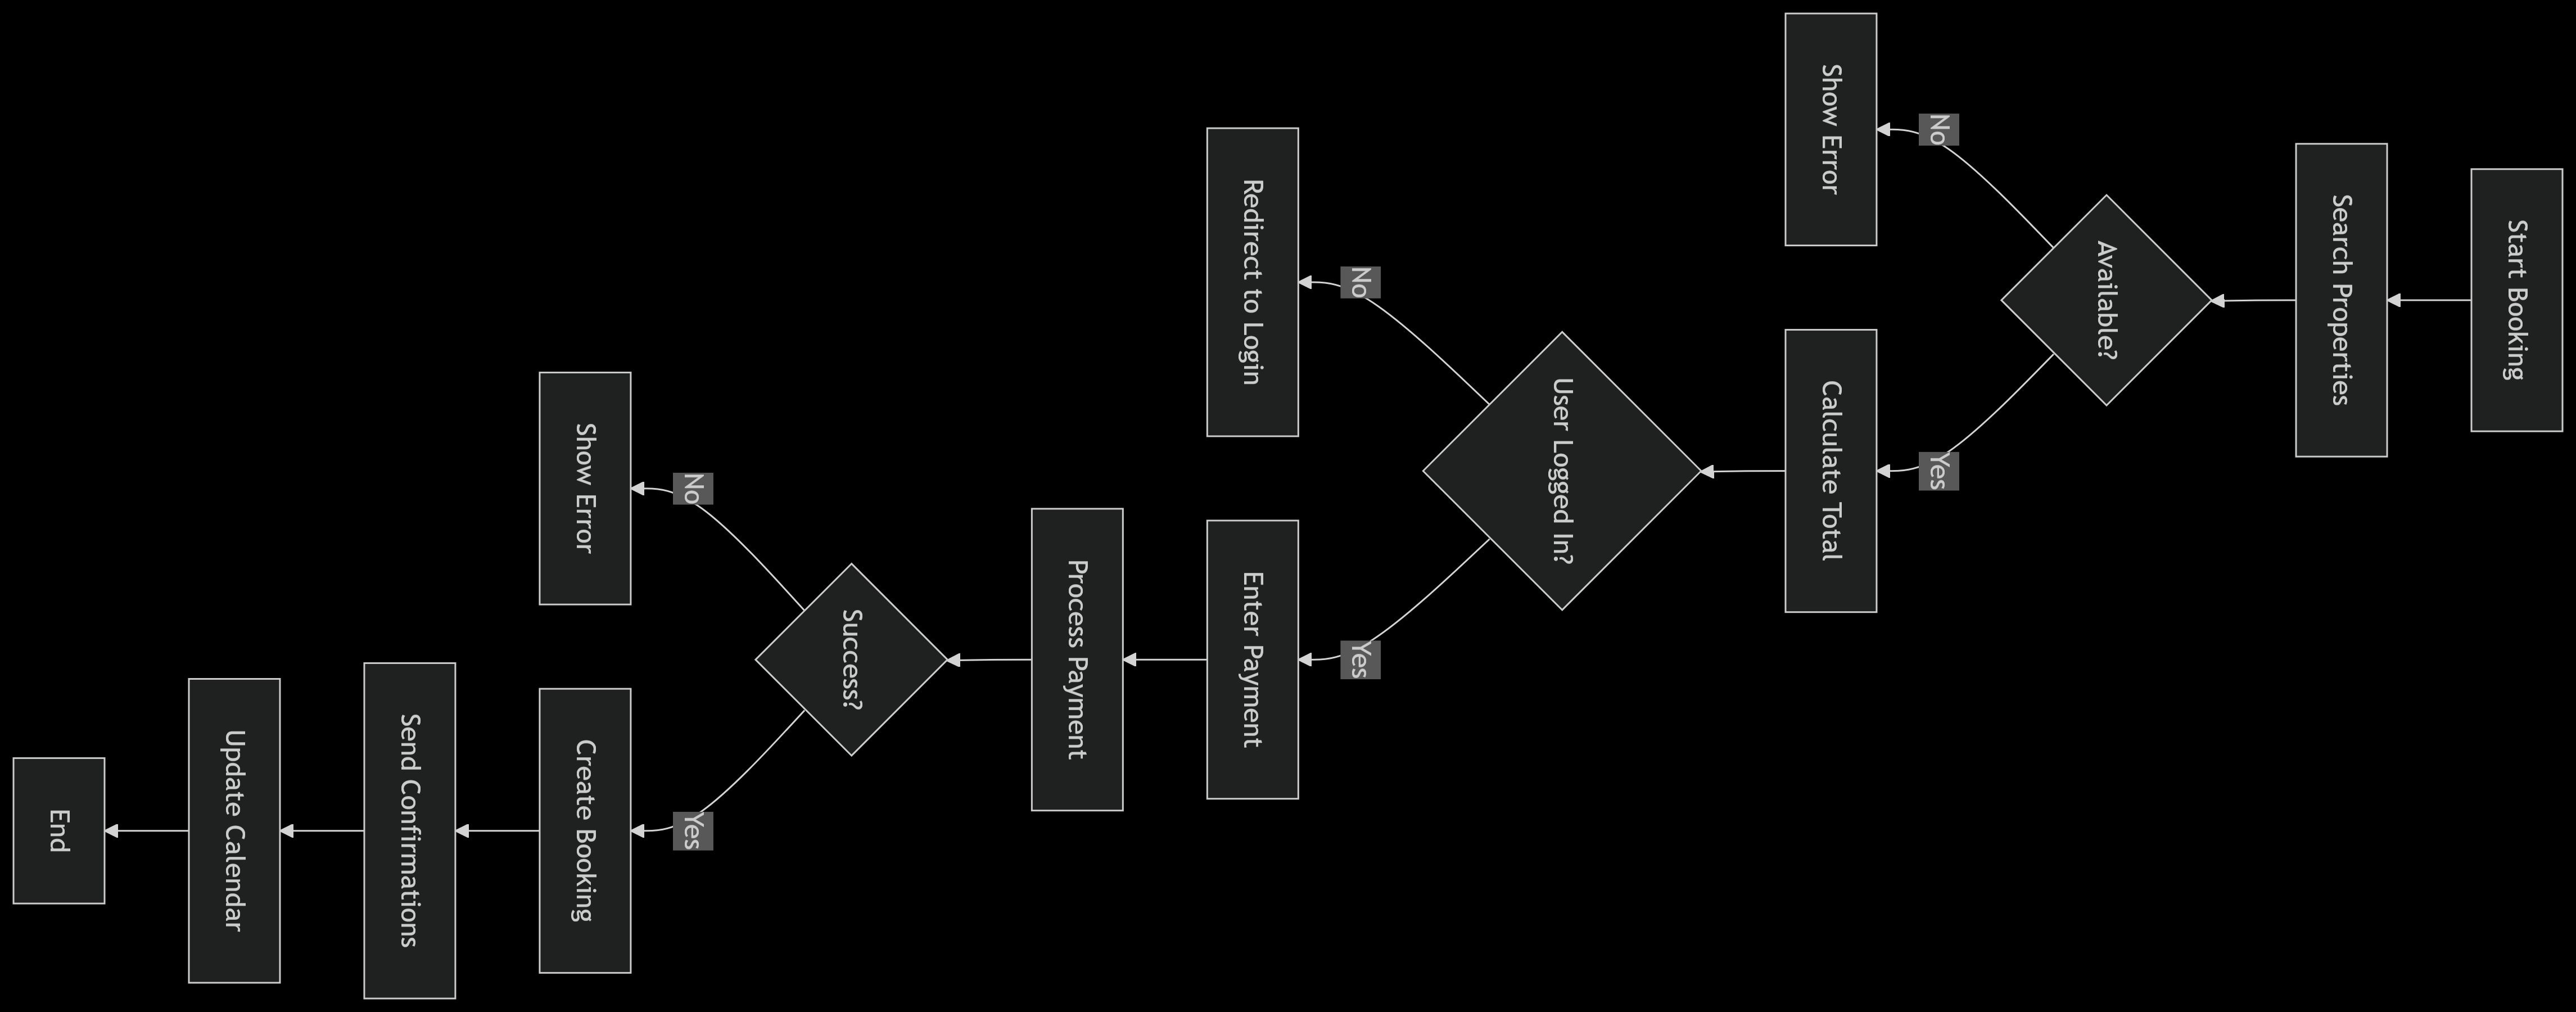 Start Booking
Search Properties
Available?
No
Yes
Show Error
Calculate Total
User Logged In?
No
Yes
Redirect to Login
Enter Payment
Process Payment
Success?
No
Yes
Show Error
Create Booking
Send Confirmations
Update Calendar
End